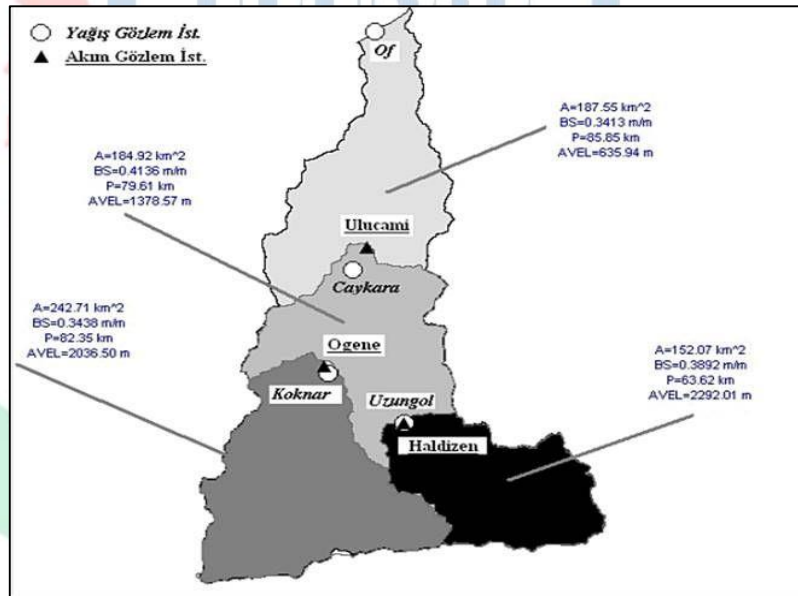 Yağış Gözlem İst.
Akım Gözlem İst.
Of
A=187.55 km^2
BS=0.3413 m/m
P=85.85 km
AVEL=635.94 m
A=184.92 km^2
BS=0.4136 m/m
P=79.61 km
AVEL=1378.57 m
Ulucami
Caykara
A=242.71 km^2
BS=0.3438 m/m
P=82.35 km
AVEL=2036.50 m
Ogene
Koknar
Uzungol
Haldizen
A=152.07 km^2
BS=0.3892 m/m
P=63.62 km
AVEL=2292.01 m